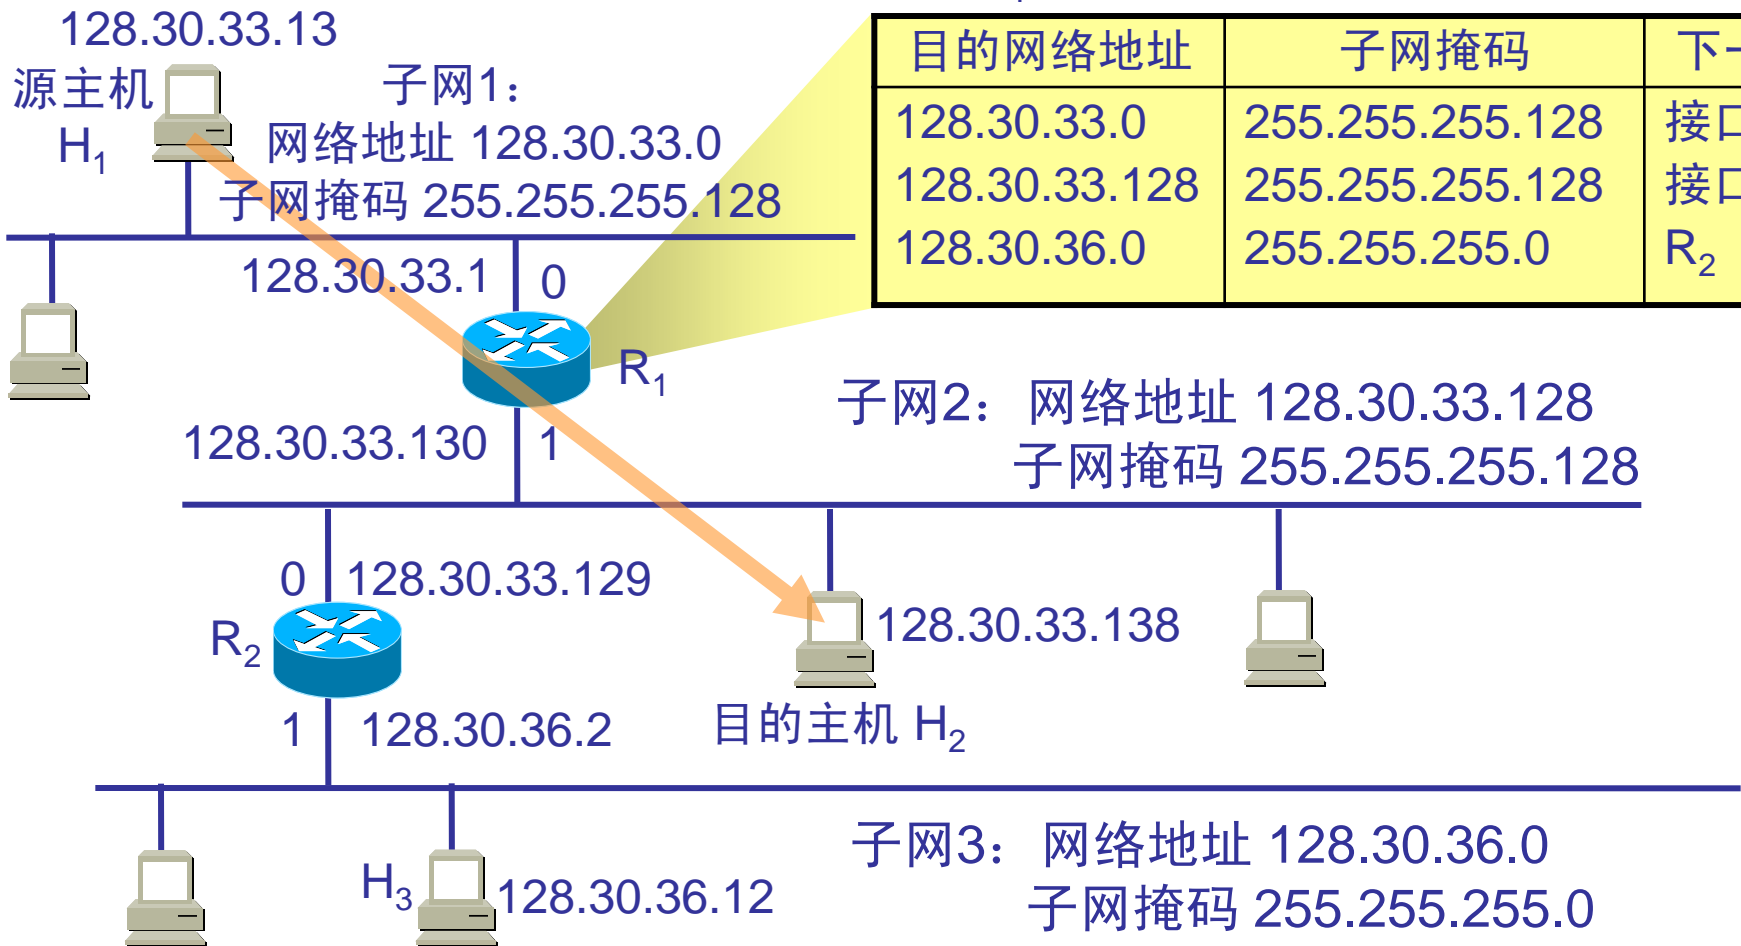 128.30.33.13
源主机
H1
子网1:
网络地址 128.30.33.0
子网掩码 255.255.255.128
目的网络地址 子网掩码 下一
128.30.33.0 255.255.255.128 接口
128.30.33.128 255.255.255.128 接口
128.30.36.0 255.255.255.0 R2
128.30.33.1 0
R1
128.30.33.130 1
子网2: 网络地址 128.30.33.128
子网掩码 255.255.255.128
0 128.30.33.129
R2
128.30.33.138
1 128.30.36.2
目的主机 H2
子网3: 网络地址 128.30.36.0
子网掩码 255.255.255.0
H3 128.30.36.12